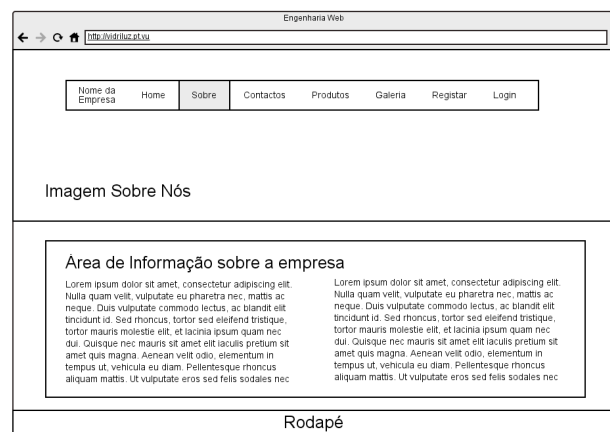 Engenharia Web
http://vidriluz.pt.vu
Nome da
Empresa
Home
Sobre
Contactos
Produtos
Galeria
Registar
Login
Imagem Sobre Nós
Área de Informação sobre a empresa
Lorem ipsum dolor sit amet, consectetur adipiscing elit.
Nulla quam velit, vulputate eu pharetra nec, mattis ac
neque. Duis vulputate commodo lectus, ac blandit elit
tincidunt id. Sed rhoncus, tortor sed eleifend tristique,
tortor mauris molestie elit, et lacinia ipsum quam nec
dui. Quisque nec mauris sit amet elit iaculis pretium sit
amet quis magna. Aenean velit odio, elementum in
tempus ut, vehicula eu diam. Pellentesque rhoncus
aliquam mattis. Ut vulputate eros sed felis sodales nec
Lorem ipsum dolor sit amet, consectetur adipiscing elit.
Nulla quam velit, vulputate eu pharetra nec, mattis ac
neque. Duis vulputate commodo lectus, ac blandit elit
tincidunt id. Sed rhoncus, tortor sed eleifend tristique,
tortor mauris molestie elit, et lacinia ipsum quam nec
dui. Quisque nec mauris sit amet elit iaculis pretium sit
amet quis magna. Aenean velit odio, elementum in
tempus ut, vehicula eu diam. Pellentesque rhoncus
aliquam mattis. Ut vulputate eros sed felis sodales nec
Rodapé